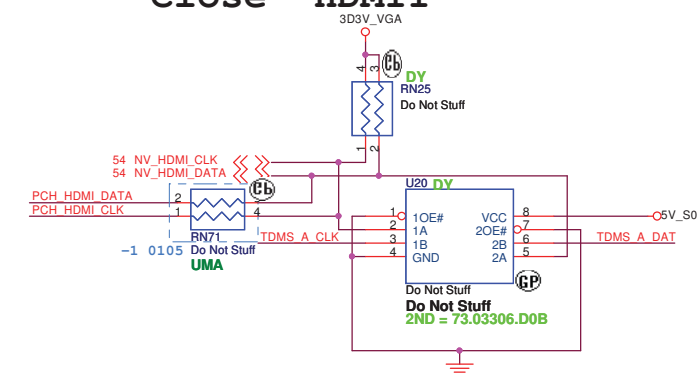 Close HDMI1
3D3V_VGA
4 3
DY
RN25
Do Not Stuff
1 2
54 NV_HDMI_CLK
54 NV_HDMI_DATA
U20 DY
PCH_HDMI_DATA 2
PCH_HDMI_CLK 1 4
1 1OE# VCC 8 5V_S0
2 1A 2OE# 7
RN71 TDMS_A_CLK 3 1B 2B 6 TDMS_A_DAT
4 GND 2A 5
-1 0105 Do Not Stuff
UMA
GP
Do Not Stuff
Do Not Stuff
2ND = 73.03306.D0B